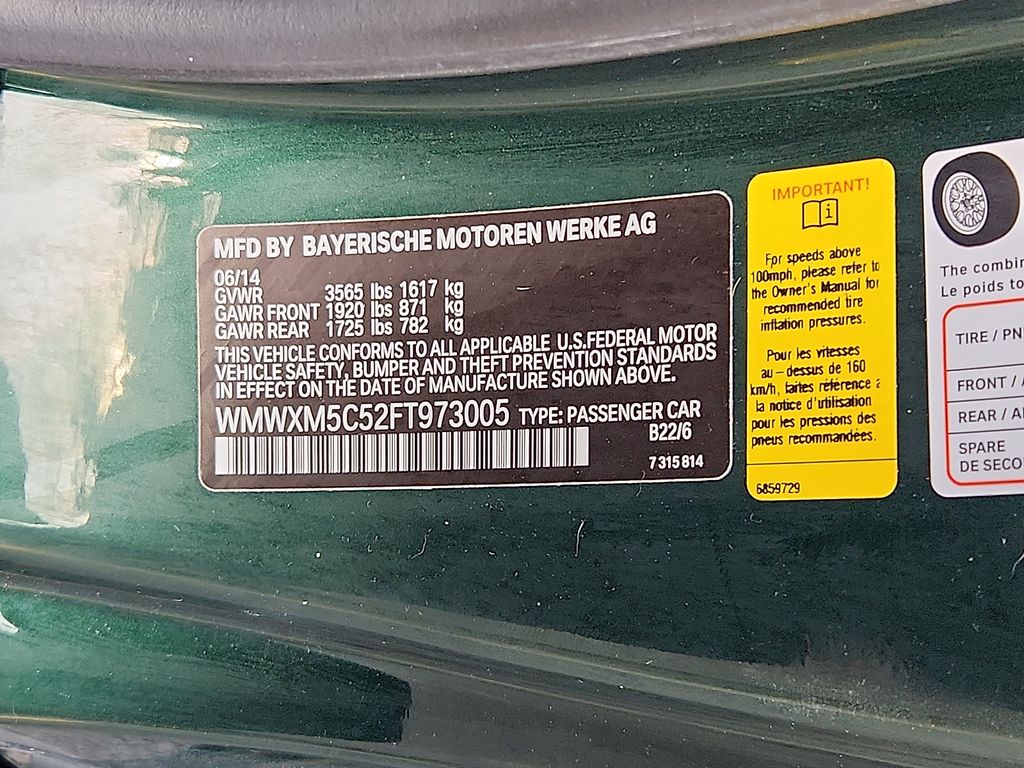 MFD BY BAYERISCHE MOTOREN WERKE AG
06/14
GVWR 3565 lbs 1617 kg
GAWR FRONT 1920 lbs 871 kg
GAWR REAR 1725 lbs 782 kg
THIS VEHICLE CONFORMS TO ALL APPLICABLE U.S.FEDERAL MOTOR
VEHICLE SAFETY, BUMPER AND THEFT PREVENTION STANDARDS
IN EFFECT ON THE DATE OF MANUFACTURE SHOWN ABOVE.
WMWXM5C52FT973005 TYPE: PASSENGER CAR
B22/6
7315814
IMPORTANT!
i
For speeds above
100mph, please refer to
the Owner's Manual for
recommended tire
inflation pressures.
Pour les vitesses
au-dessus de 160
km/h, faites référence à
la notice d'utilisation
pour les pressions des
pneus recommandées.
6859729
The combin
Le poids to
TIRE / PN
FRONT /
REAR /
SPARE
DE SECO